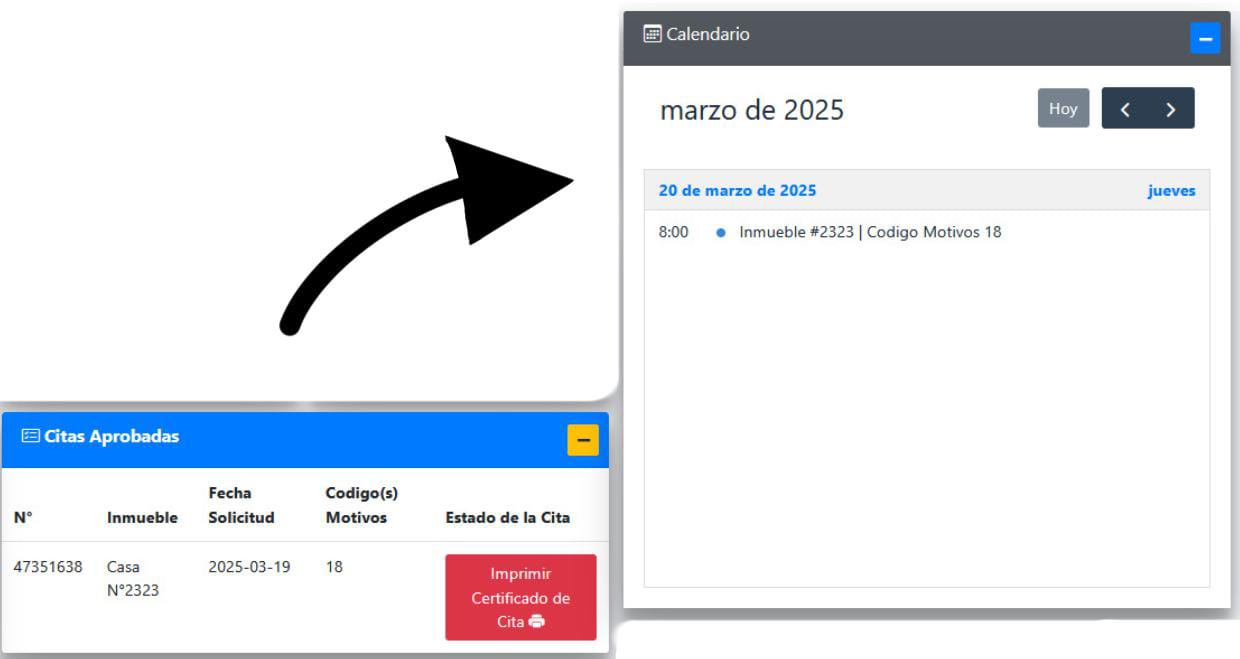 Calendario
marzo de 2025
Hoy
20 de marzo de 2025 jueves
8:00 Inmueble #2323 | Codigo Motivos 18
Citas Aprobadas
N° Inmueble Fecha Solicitud Codigo(s) Motivos Estado de la Cita
47351638 Casa N°2323 2025-03-19 18 Imprimir Certificado de Cita